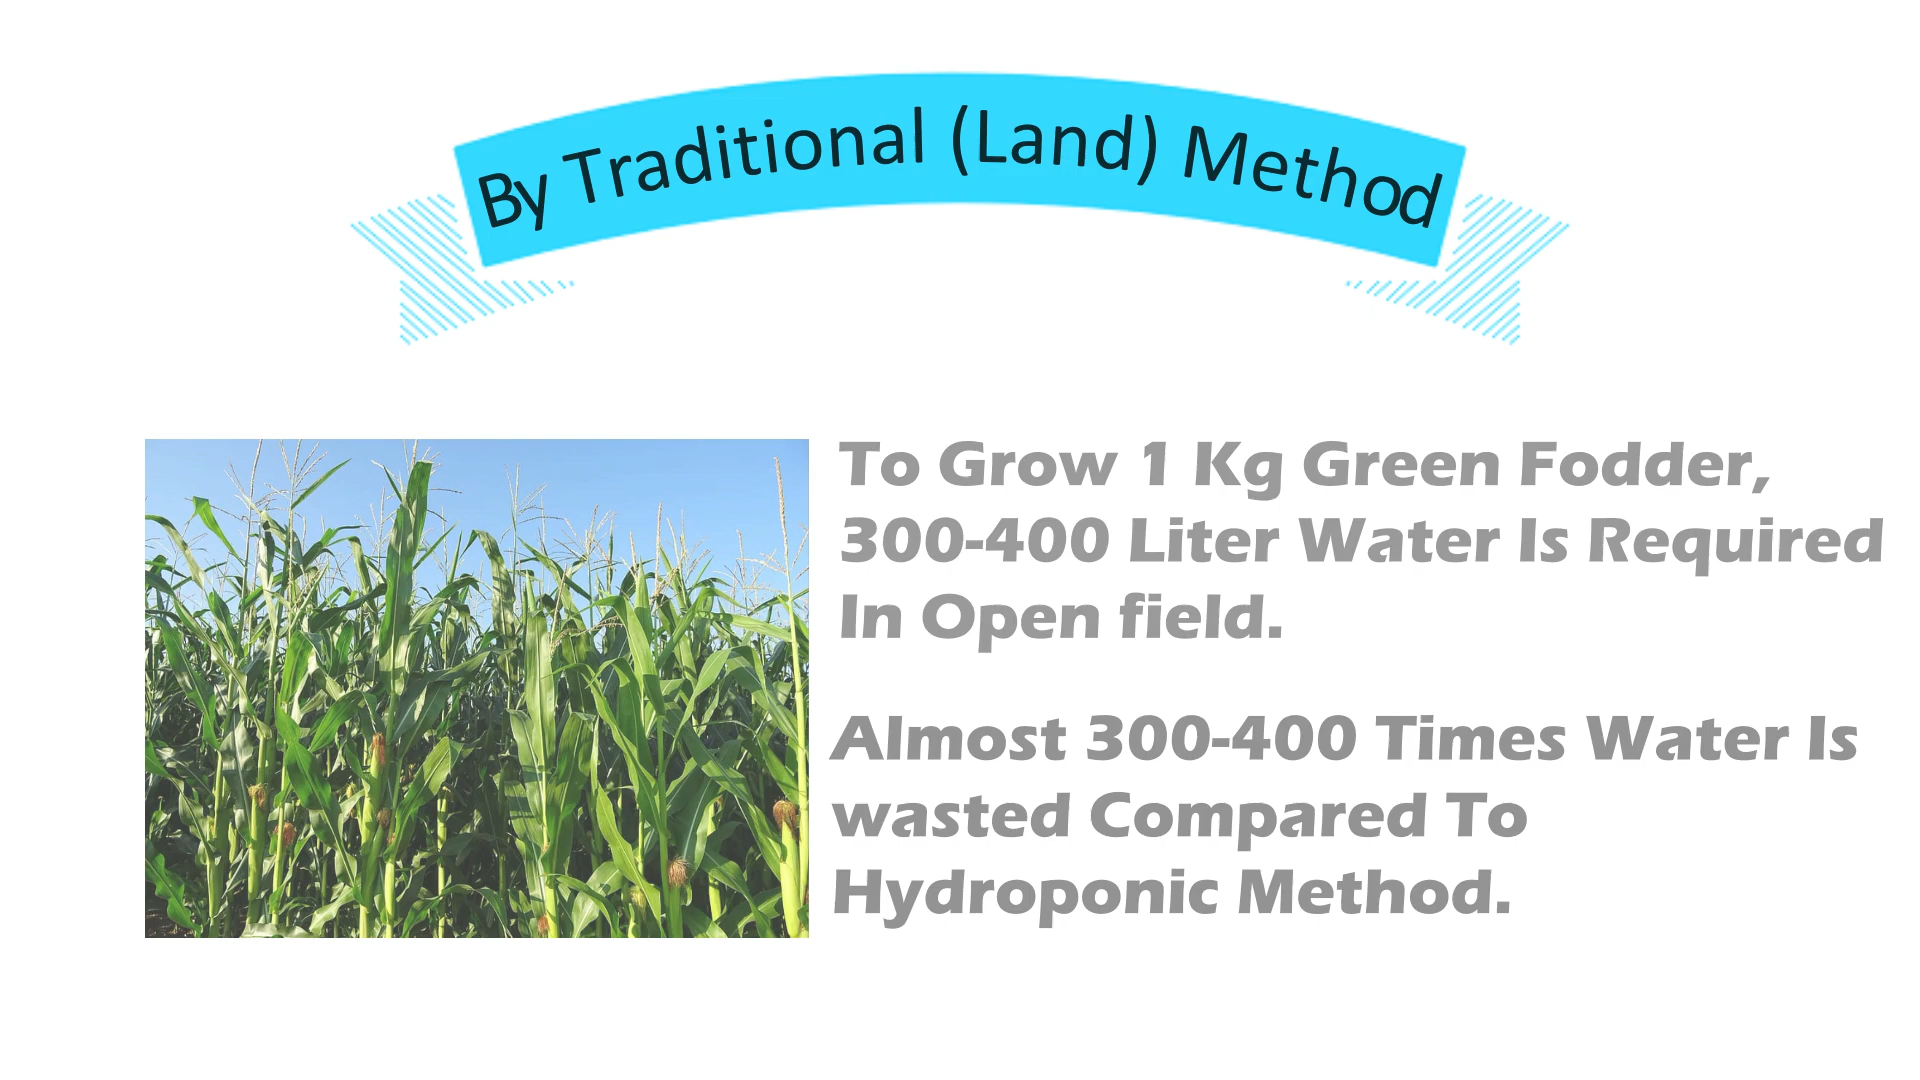 By Traditional (Land) Method
To Grow 1 Kg Green Fodder,
300-400 Liter Water Is Required
In Open field.
Almost 300-400 Times Water Is
wasted Compared To
Hydroponic Method.